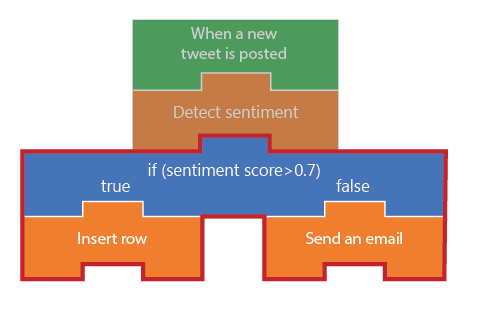 When a new
tweet is posted
Detect sentiment
if (sentiment score>0.7)
true
false
Insert row
Send an email